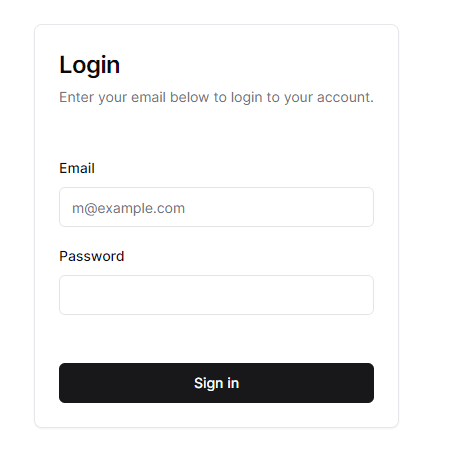 Login
Enter your email below to login to your account.
Email
m@example.com
Password
Sign in